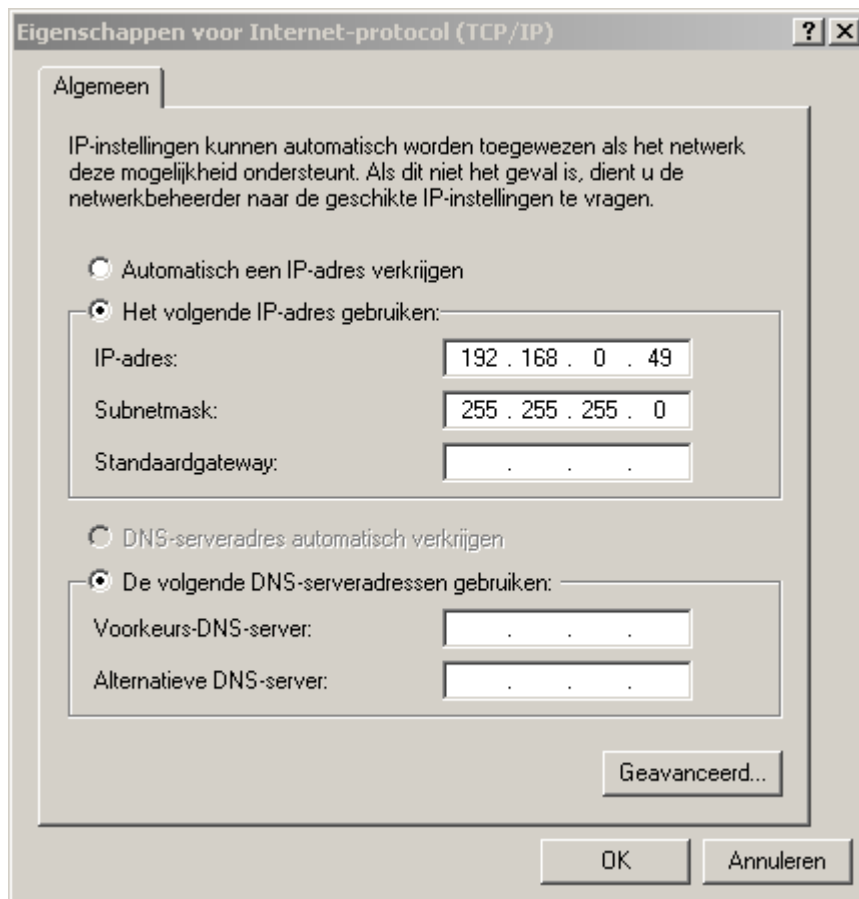 Eigenschappen voor Internet-protocol (TCP/IP)
Algemeen
IP-instellingen kunnen automatisch worden toegewezen als het netwerk
deze mogelijkheid ondersteunt. Als dit niet het geval is, dient u de
netwerkbeheerder naar de geschikte IP-instellingen te vragen.
Automatisch een IP-adres verkrijgen
Het volgende IP-adres gebruiken:
IP-adres: 192 . 168 . 0 . 49
Subnetmask: 255 . 255 . 255 . 0
Standaardgateway: . . .
DNS-serveradres automatisch verkrijgen
De volgende DNS-serveradressen gebruiken:
Voorkeurs-DNS-server: . . .
Alternatieve DNS-server: . . .
Geavanceerd...
OK Annuleren